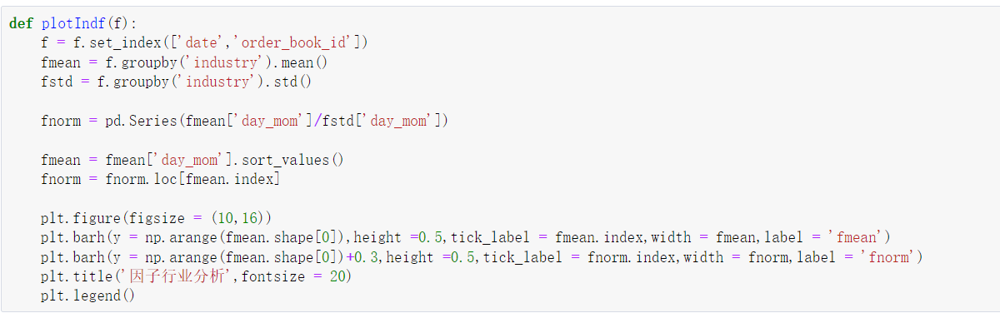 def plotIndf(f):
    f = f.set_index(['date','order_book_id'])
    fmean = f.groupby('industry').mean()
    fstd = f.groupby('industry').std()

    fnorm = pd.Series(fmean['day_mom']/fstd['day_mom'])

    fmean = fmean['day_mom'].sort_values()
    fnorm = fnorm.loc[fmean.index]

    plt.figure(figsize = (10,16))
    plt.barh(y = np.arange(fmean.shape[0]),height =0.5,tick_label = fmean.index,width = fmean,label = 'fmean')
    plt.barh(y = np.arange(fmean.shape[0])+0.3,height =0.5,tick_label = fnorm.index,width = fnorm,label = 'fnorm')
    plt.title('因子行业分析',fontsize = 20)
    plt.legend()